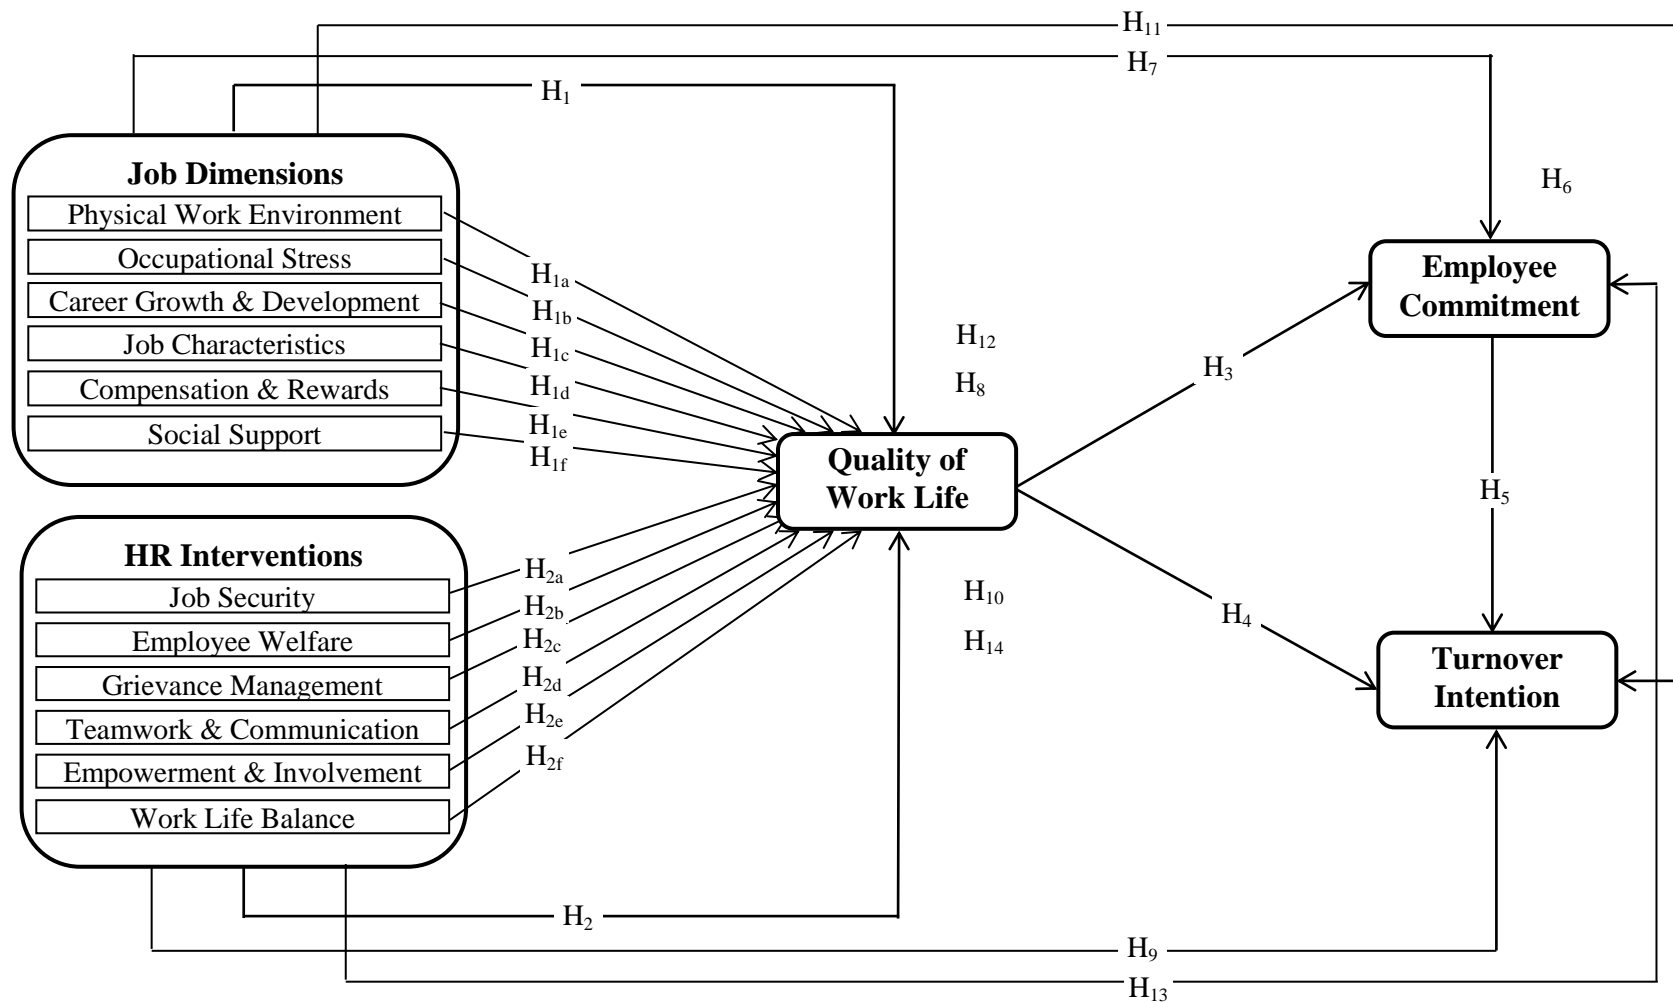 H11
H7
H1
Job Dimensions
Physical Work Environment
Occupational Stress
Career Growth & Development
Job Characteristics
Compensation & Rewards
Social Support
H1a
H1b
H1c
H1d
H1e
H1f
H6
Employee
Commitment
H12
H8
H3
Quality of
Work Life
H5
HR Interventions
Job Security
Employee Welfare
Grievance Management
Teamwork & Communication
Empowerment & Involvement
Work Life Balance
H2a
H2b
H2c
H2d
H2e
H2f
H10
H14
H4
Turnover
Intention
H2
H9
H13